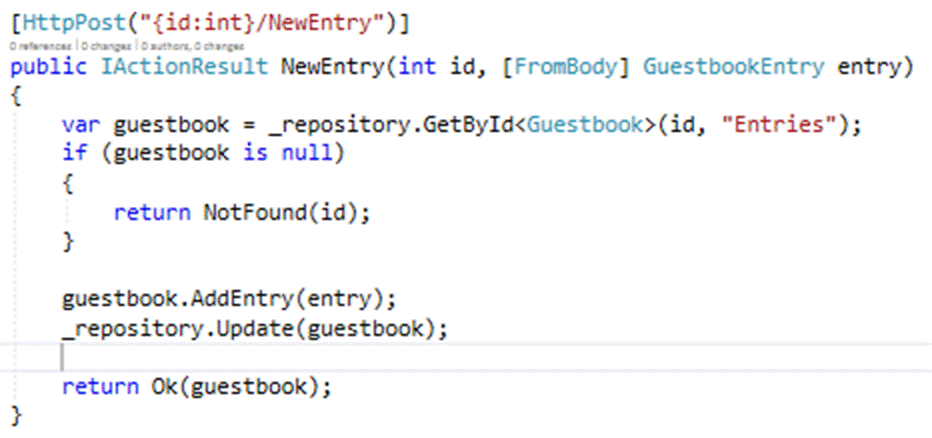 [HttpPost("{id:int}/NewEntry")]
0 references | 0 changes | 0 authors, 0 changes
public IActionResult NewEntry(int id, [FromBody] GuestbookEntry entry)
{
    var guestbook = _repository.GetById<Guestbook>(id, "Entries");
    if (guestbook is null)
    {
        return NotFound(id);
    }
    guestbook.AddEntry(entry);
    _repository.Update(guestbook);
    return Ok(guestbook);
}